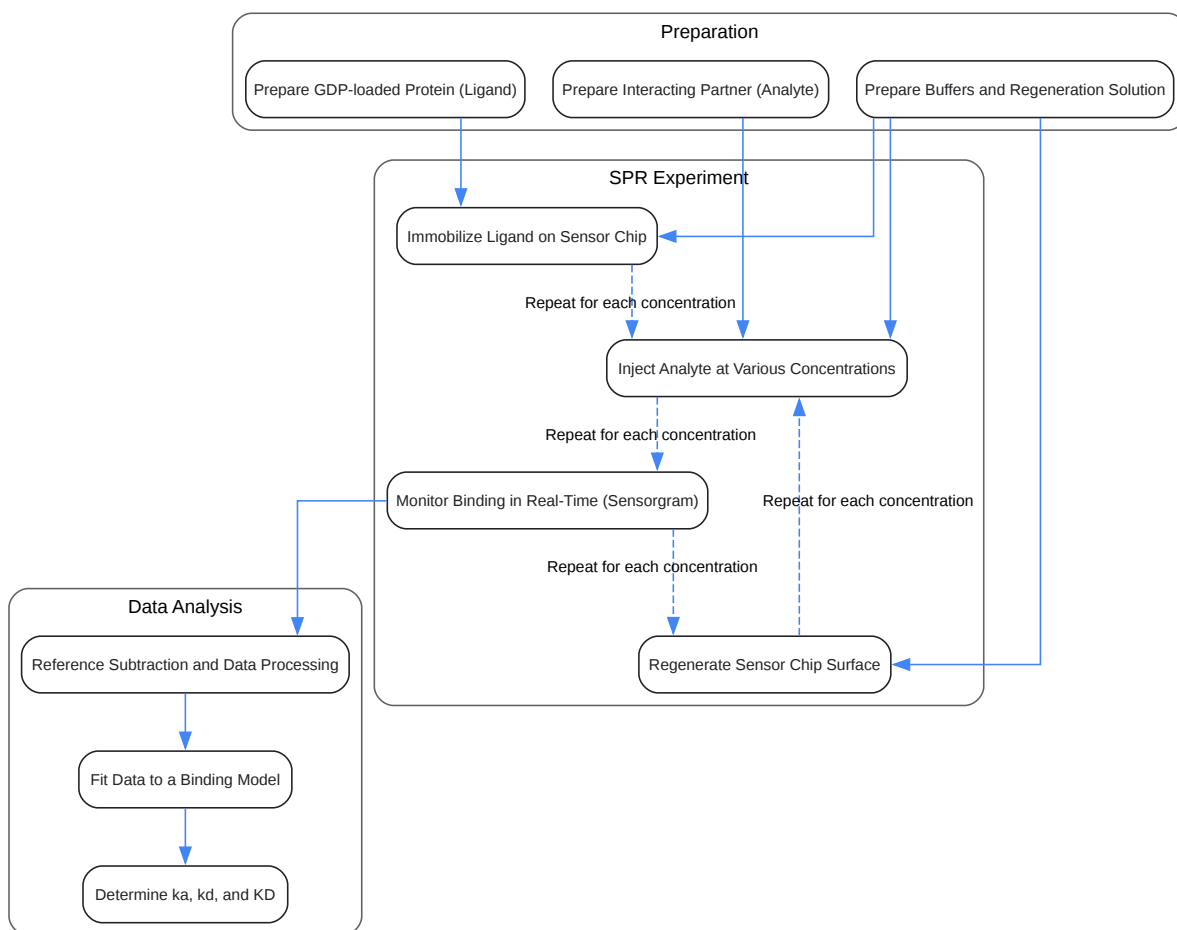 Preparation
Prepare GDP-loaded Protein (Ligand)
Prepare Interacting Partner (Analyte)
Prepare Buffers and Regeneration Solution
SPR Experiment
Immobilize Ligand on Sensor Chip
Repeat for each concentration
Inject Analyte at Various Concentrations
Repeat for each concentration
Monitor Binding in Real-Time (Sensorgram)
Repeat for each concentration
Repeat for each concentration
Regenerate Sensor Chip Surface
Data Analysis
Reference Subtraction and Data Processing
Fit Data to a Binding Model
Determine ka, kd, and KD